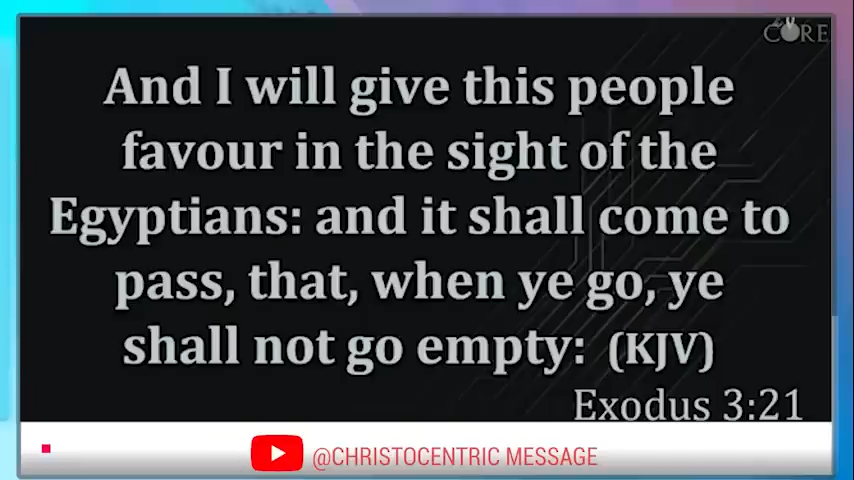 CORE
And I will give this people
favour in the sight of the
Egyptians: and it shall come to
pass, that, when ye go, ye
shall not go empty: (KJV)
Exodus 3:21
@CHRISTOCENTRIC MESSAGE